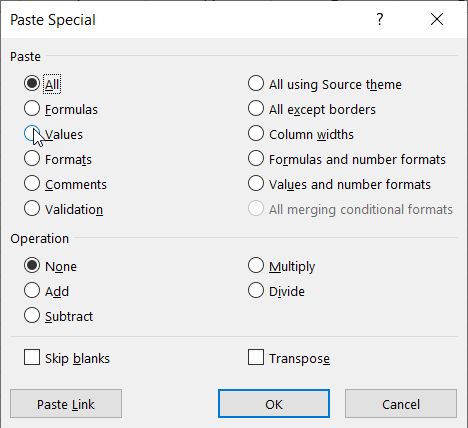 Paste Special
?
Paste
All
All using Source theme
Formulas
All except borders
Values
Column widths
Formats
Formulas and number formats
Comments
Values and number formats
Validation
All merging conditional formats
Operation
None
Multiply
Add
Divide
Subtract
Skip blanks
Transpose
Paste Link
OK
Cancel